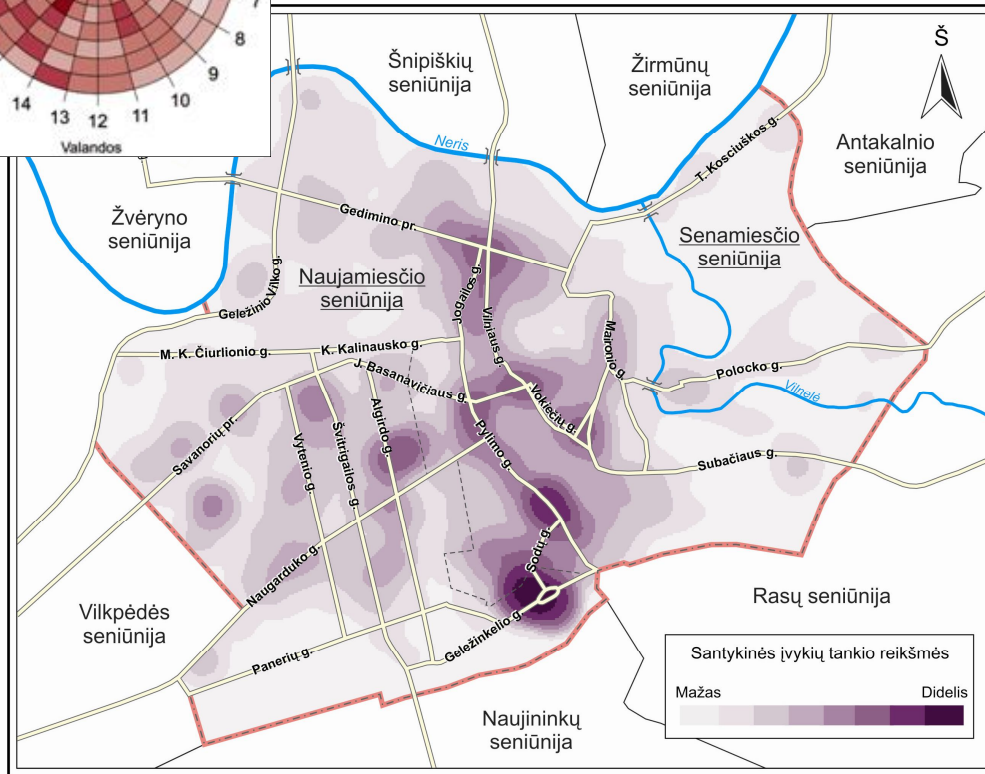 7
8
9
10
11
12
13
14
Valandos
Šnipiškių
seniūnija
Žirmūnų
seniūnija
Š
Antakalnio
seniūnija
Neris
T. Kosciuškos g.
Žvėryno
seniūnija
Gedimino pr.
Senamiesčio
seniūnija
Naujamiesčio
seniūnija
Geležinio Vilko g.
Jogailos g.
Vilniaus g.
Maironio g.
M. K. Čiurlionio g.
K. Kalinausko g.
J. Basanavičiaus g.
Polocko g.
Vilnelė
Vokiečių g.
Savanorių pr.
Vytenio g.
Švitrigailos g.
Algirdo g.
Pylimo g.
Subačiaus g.
Sodų g.
Naugarduko g.
Vilkpėdės
seniūnija
Rasų seniūnija
Panerių g.
Geležinkelio g.
Naujininkų
seniūnija
Santykinės įvykių tankio reikšmės
Mažas
Didelis